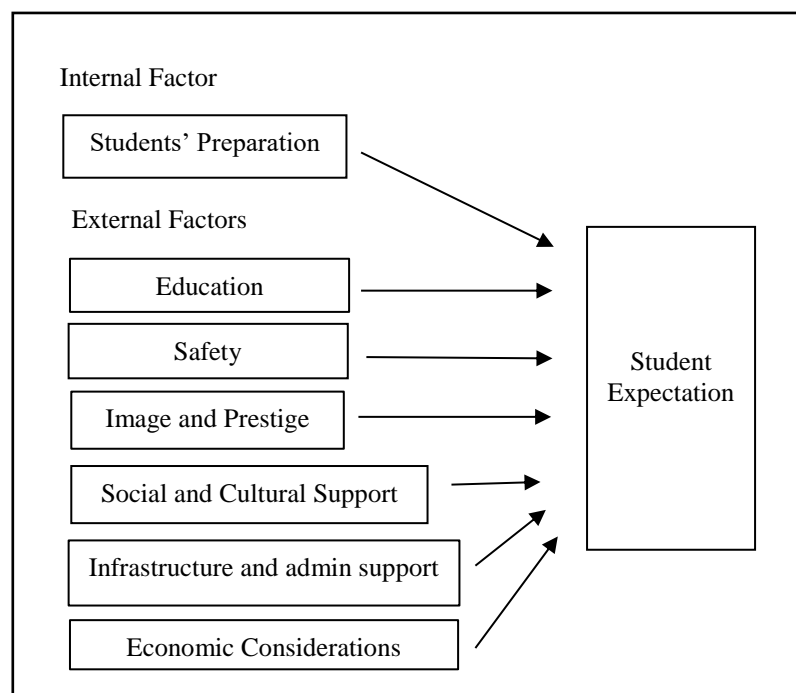 Internal Factor
Students’ Preparation
External Factors
Education
Safety
Image and Prestige
Social and Cultural Support
Infrastructure and admin support
Economic Considerations
Student
Expectation